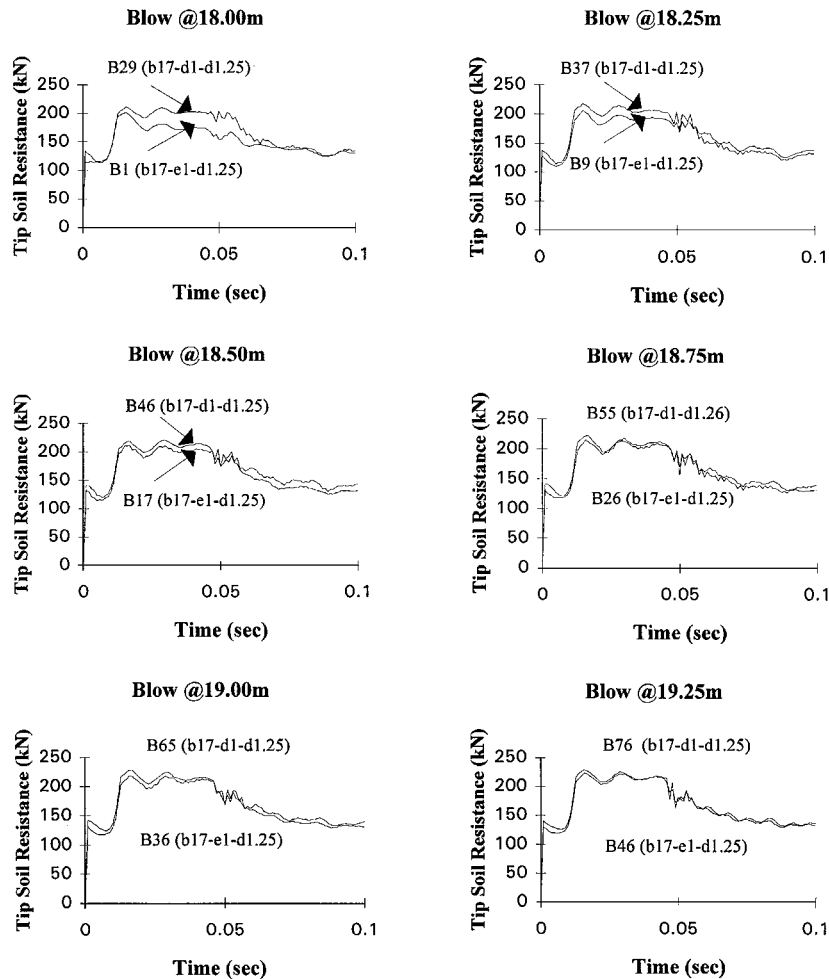 Blow @18.00m
B29 (b17-d1-d1.25)
Tip Soil Resistance (kN)
250
200
150
100
50
0
B1 (b17-e1-d1.25)
0
0.05
0.1
Time (sec)
Blow @18.25m
B37 (b17-d1-d1.25)
Tip Soil Resistance (kN)
250
200
150
100
50
0
B9 (b17-e1-d1.25)
0
0.05
0.1
Time (sec)
Blow @18.50m
B46 (b17-d1-d1.25)
Tip Soil Resistance (kN)
250
200
150
100
50
0
B17 (b17-e1-d1.25)
0
0.05
0.1
Time (sec)
Blow @18.75m
B55 (b17-d1-d1.26)
Tip Soil Resistance (kN)
250
200
150
100
50
0
B26 (b17-e1-d1.25)
0
0.05
0.1
Time (sec)
Blow @19.00m
B65 (b17-d1-d1.25)
Tip Soil Resistance (kN)
250
200
150
100
50
0
B36 (b17-e1-d1.25)
0
0.05
0.1
Time (sec)
Blow @19.25m
B76 (b17-d1-d1.25)
Tip Soil Resistance (kN)
250
200
150
100
50
0
B46 (b17-e1-d1.25)
0
0.05
0.1
Time (sec)